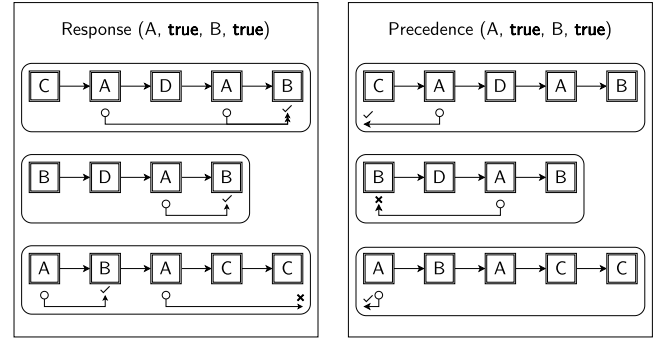 Response (A, true, B, true)
C A D A B
B D A B
A B A C C
Precedence (A, true, B, true)
C A D A B
B D A B
A B A C C